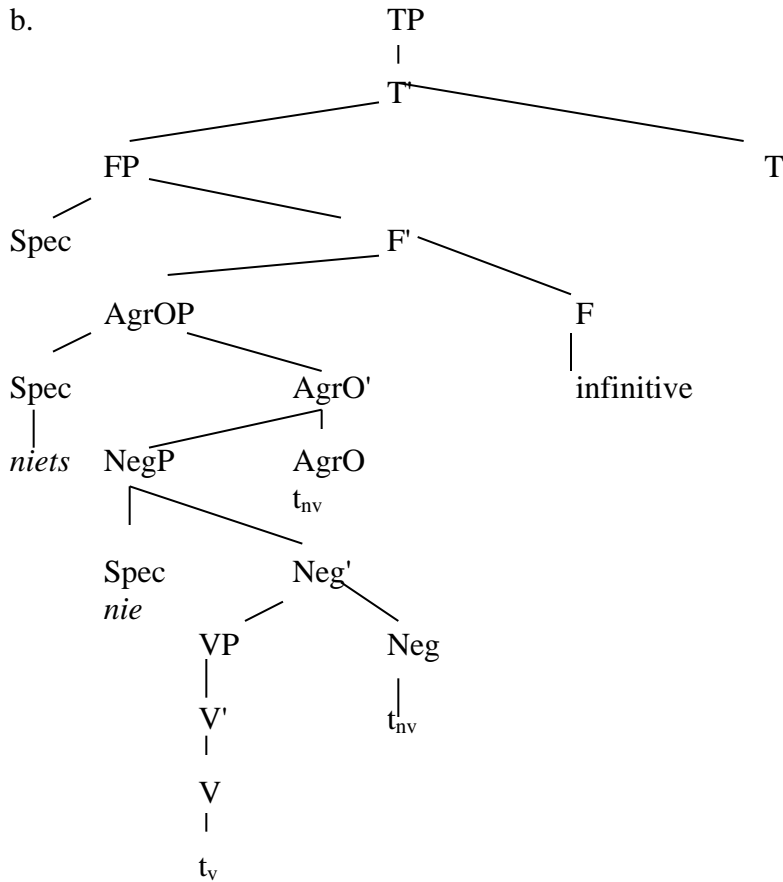 b. TP
T'
FP T
Spec F'
AgrOP F
Spec AgrO' infinitive
niets NegP AgrO
tnv
Spec Neg'
nie
VP Neg
V' tnv
V
tv